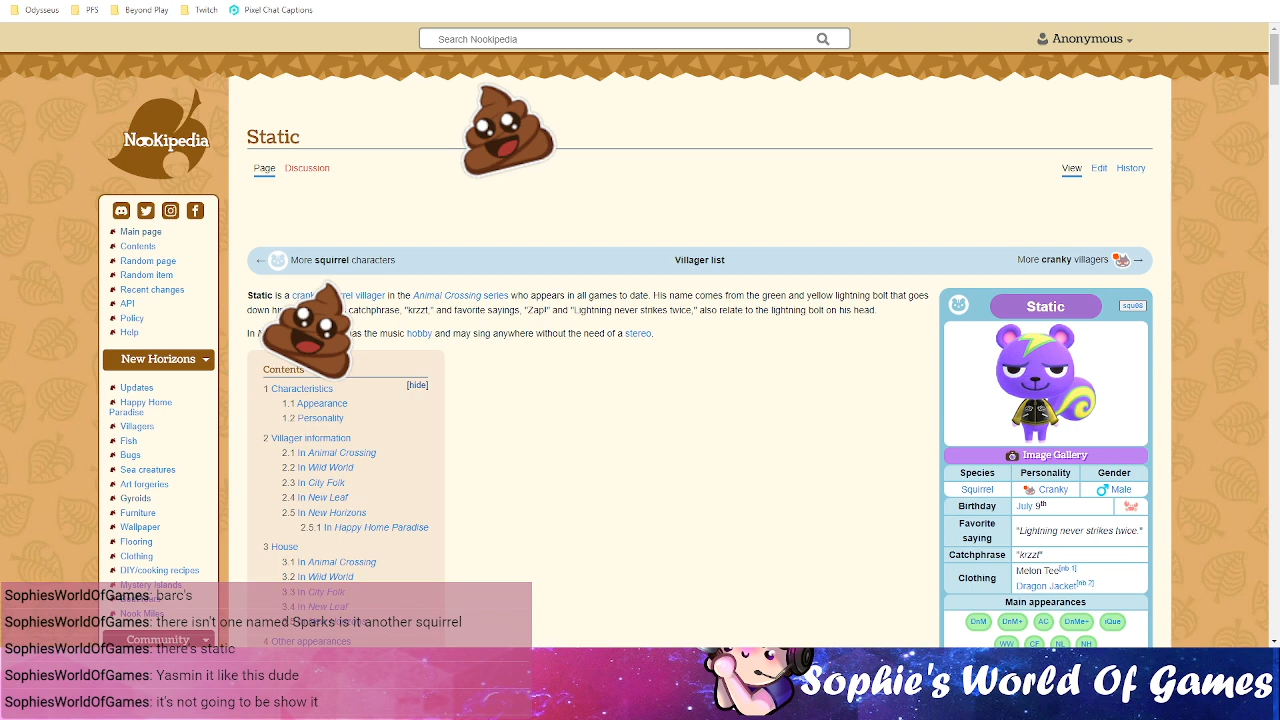 Odysseus PFS Beyond Play Twitch Pixel Chat Captions
Search Nookipedia
Anonymous
Nookipedia
Static
Page Discussion
View Edit History
← More squirrel characters
Villager list
More cranky villagers →
Static is a villager in the Animal Crossing series who appears in all games to date. His name comes from the green and yellow lightning bolt that goes
down catchphrase, "krzzt" and favorite sayings, "Zap!" and "Lightning never strikes twice," also relate to the lightning bolt on his head.
In has the music hobby and may sing anywhere without the need of a stereo.
Main page
Contents
Random page
Random item
Recent changes
API
Policy
Help
New Horizons
Updates
Happy Home
Paradise
Villagers
Fish
Bugs
Sea creatures
Art forgeries
Gyroids
Furniture
Wallpaper
Flooring
Clothing
DIY/cooking recipes
Mystery Islands
Nook Miles
Community
Contents
[hide]
1 Characteristics
1.1 Appearance
1.2 Personality
2 Villager information
2.1 In Animal Crossing
2.2 In Wild World
2.3 In City Folk
2.4 In New Leaf
2.5 In New Horizons
2.5.1 In Happy Home Paradise
3 House
3.1 In Animal Crossing
3.2 In Wild World
3.3 In City Folk
3.4 In New Leaf
4 Other appearances
Static squ08
Image Gallery
Species Personality Gender
Squirrel Cranky Male
Birthday July 9th
Favorite
saying "Lightning never strikes twice."
Catchphrase "krzzt"
Clothing Melon Tee[nb 1]
Dragon Jacket[nb 2]
Main appearances
DnM DnM+ AC DnMe+ iQue
WW CF NL NH
SophiesWorldOfGames: barc's
SophiesWorldOfGames: there isn't one named Sparks is it another squirrel
SophiesWorldOfGames: there's static
SophiesWorldOfGames: Yasmin it like this dude
SophiesWorldOfGames: it's not going to be show it
Sophie's World Of Games